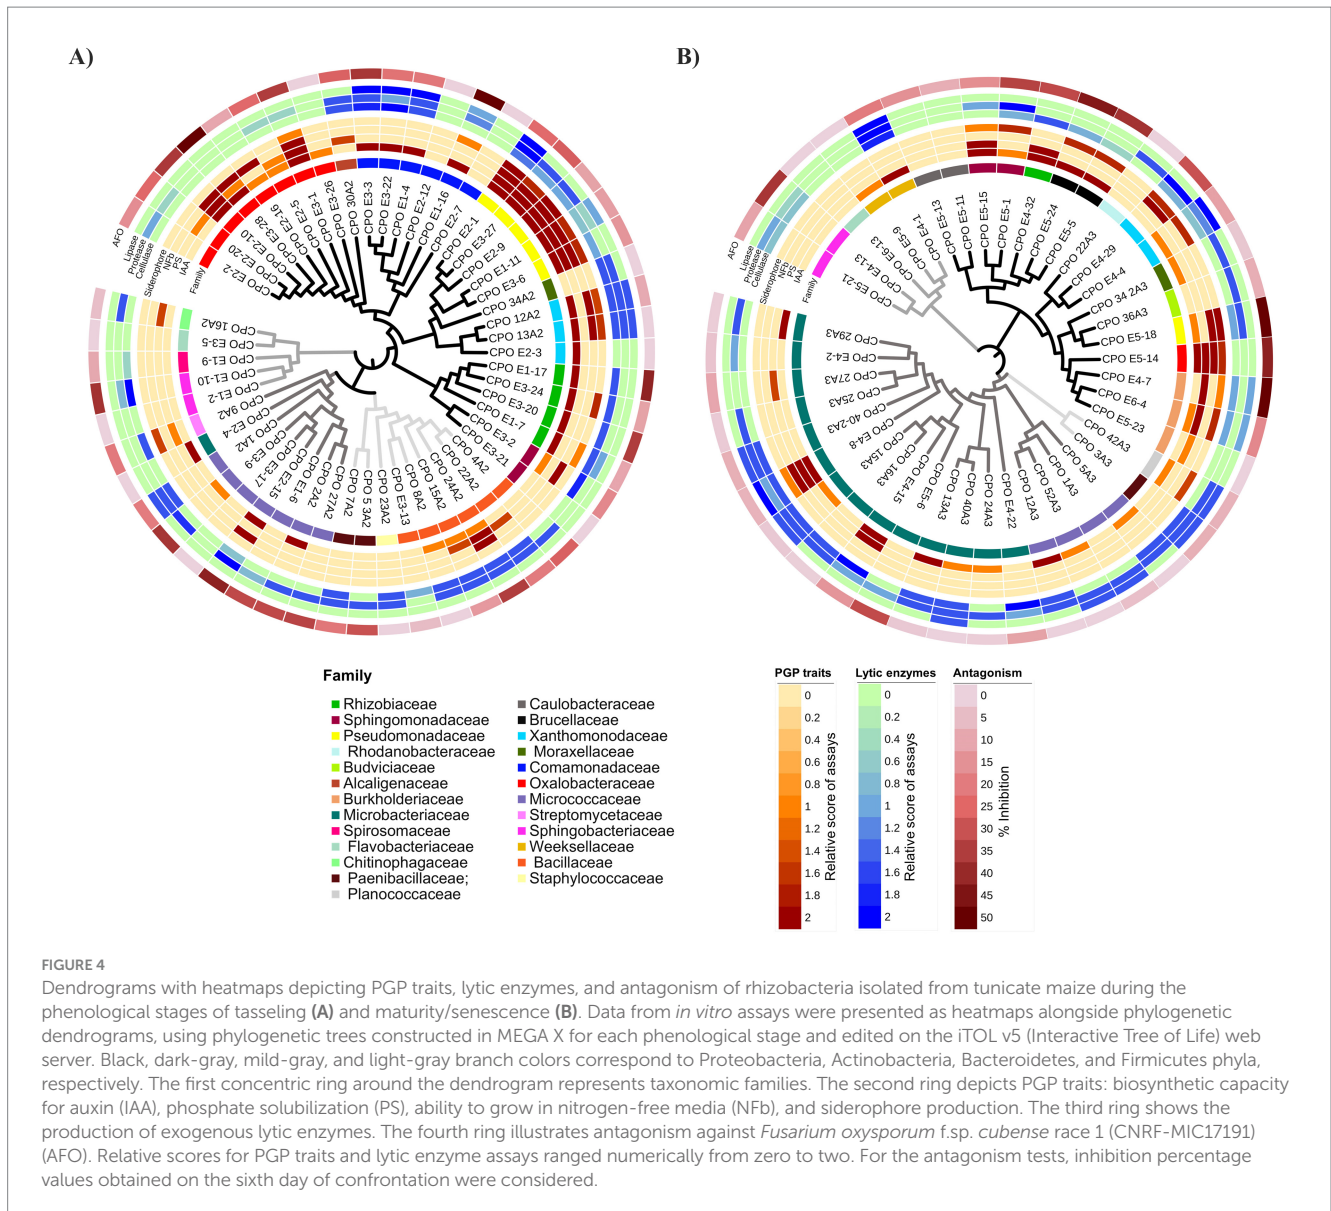 A)
B)
AFO
Lipase
Protease
Cellulase
Siderophore
NFb
PS
IAA
Family
CPO E2-2
CPO E2-20
CPO E2-10
CPO E3-28
CPO E2-16
CPO E2-5
CPO E3-1
CPO E3-26
CPO 30A2
CPO E3-3
CPO E3-22
CPO E1-4
CPO E2-12
CPO E1-16
CPO E2-7
CPO E2-1
CPO E3-27
CPO E2-9
CPO E1-11
CPO E3-6
CPO 34A2
CPO 12A2
CPO 13A2
CPO E2-3
CPO E1-17
CPO E3-24
CPO E3-20
CPO E1-7
CPO E3-2
CPO E3-21
CPO 4A2
CPO 22A2
CPO 24A2
CPO 15A2
CPO 8A2
CPO E3-13
CPO 23A2
CPO 5 3A2
CPO 7A2
CPO 27A2
CPO 2A2
CPO E1-6
CPO E2-15
CPO E3-17
CPO E3-9
CPO 1A2
CPO E2-4
CPO 9A2
CPO E1-2
CPO E1-10
CPO E1-9
CPO E3-5
CPO 16A2
AFO
Lipase
Protease
Cellulase
Siderophore
NFb
PS
IAA
Family
CPO E5-21
CPO E4-13
CPO E6-13
CPO E5-9
CPO E4-1
CPO E5-13
CPO E5-11
CPO E5-15
CPO E5-1
CPO E4-32
CPO E5-24
CPO E5-5
CPO 22A3
CPO E4-29
CPO E4-4
CPO 34 2A3
CPO 36A3
CPO E5-18
CPO E5-14
CPO E4-7
CPO E6-4
CPO E5-23
CPO 42A3
CPO 3A3
CPO 5A3
CPO 1A3
CPO 52A3
CPO 12A3
CPO E4-22
CPO 24A3
CPO 40A3
CPO 13A3
CPO E5-6
CPO E4-15
CPO 16A3
CPO 15A3
CPO E4-8
CPO 40-2A3
CPO 25A3
CPO 27A3
CPO E4-2
CPO 29A3
Family
Rhizobiaceae
Sphingomonadaceae
Pseudomonadaceae
Rhodanobacteraceae
Budviciaceae
Alcaligenaceae
Burkholderiaceae
Microbacteriaceae
Spirosomaceae
Flavobacteriaceae
Chitinophagaceae
Paenibacillaceae;
Planococcaceae
Caulobacteraceae
Brucellaceae
Xanthomonodaceae
Moraxellaceae
Comamonadaceae
Oxalobacteraceae
Micrococcaceae
Streptomycetaceae
Sphingobacteriaceae
Weeksellaceae
Bacillaceae
Staphylococcaceae
PGP traits
0
0.2
0.4
0.6
0.8
1
1.2
1.4
1.6
1.8
2
Relative score of assays
Lytic enzymes
0
0.2
0.4
0.6
0.8
1
1.2
1.4
1.6
1.8
2
Relative score of assays
Antagonism
0
5
10
15
20
25
30
35
40
45
50
% Inhibition
FIGURE 4
Dendrograms with heatmaps depicting PGP traits, lytic enzymes, and antagonism of rhizobacteria isolated from tunicate maize during the
phenological stages of tasseling (A) and maturity/senescence (B). Data from in vitro assays were presented as heatmaps alongside phylogenetic
dendrograms, using phylogenetic trees constructed in MEGA X for each phenological stage and edited on the iTOL v5 (Interactive Tree of Life) web
server. Black, dark-gray, mild-gray, and light-gray branch colors correspond to Proteobacteria, Actinobacteria, Bacteroidetes, and Firmicutes phyla,
respectively. The first concentric ring around the dendrogram represents taxonomic families. The second ring depicts PGP traits: biosynthetic capacity
for auxin (IAA), phosphate solubilization (PS), ability to grow in nitrogen-free media (NFb), and siderophore production. The third ring shows the
production of exogenous lytic enzymes. The fourth ring illustrates antagonism against Fusarium oxysporum f.sp. cubense race 1 (CNRF-MIC17191)
(AFO). Relative scores for PGP traits and lytic enzyme assays ranged numerically from zero to two. For the antagonism tests, inhibition percentage
values obtained on the sixth day of confrontation were considered.